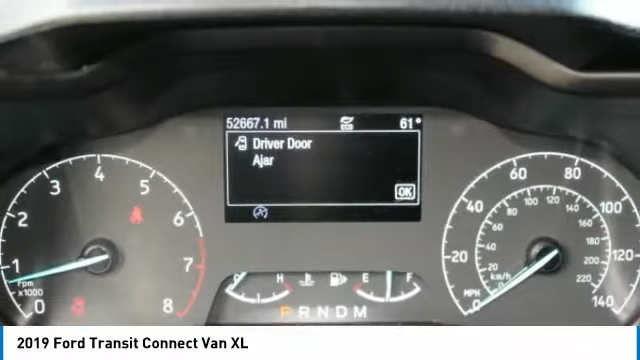 52667.1 mi ECO 61°
Driver Door
Ajar
OK
0 1 2 3 4 5 6 7 8
rpm
x1000
C H E F
P R N D M
0 20 40 60 80 100 120 140
MPH
km/h
20 40 60 80 100 120 140 160 180 200 220
2019 Ford Transit Connect Van XL